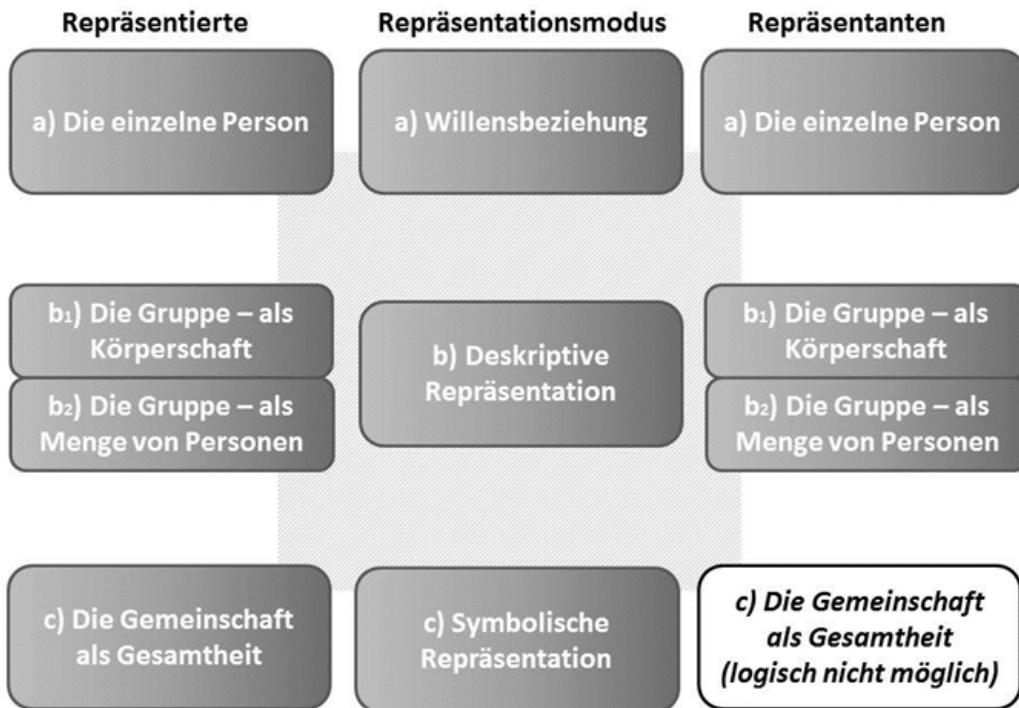 Repräsentierte
Repräsentationsmodus
Repräsentanten
a) Die einzelne Person
a) Willensbeziehung
a) Die einzelne Person
b₁) Die Gruppe – als
Körperschaft
b₂) Die Gruppe – als
Menge von Personen
b) Deskriptive
Repräsentation
b₁) Die Gruppe – als
Körperschaft
b₂) Die Gruppe – als
Menge von Personen
c) Die Gemeinschaft
als Gesamtheit
c) Symbolische
Repräsentation
c) Die Gemeinschaft
als Gesamtheit
(logisch nicht möglich)